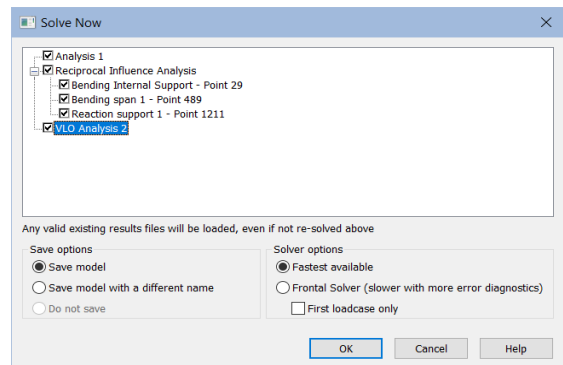 Solve Now
Analysis 1
Reciprocal Influence Analysis
Bending Internal Support - Point 29
Bending span 1 - Point 489
Reaction support 1 - Point 1211
VLO Analysis 2
Any valid existing results files will be loaded, even if not re-solved above
Save options
Save model
Save model with a different name
Do not save
Solver options
Fastest available
Frontal Solver (slower with more error diagnostics)
First loadcase only
OK Cancel Help